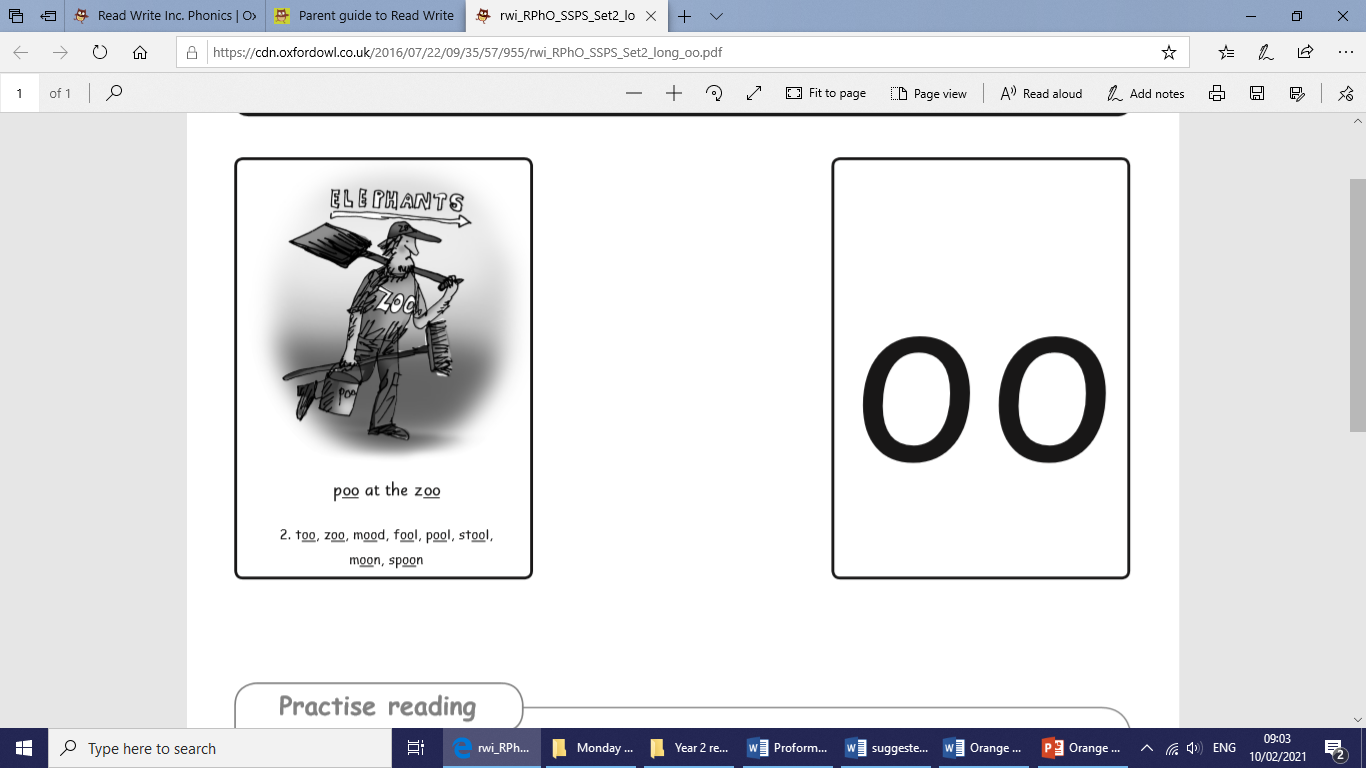 Read Write Inc. Phonics | Ox
Parent guide to Read Write
rwi_RPhO_SSPS_Set2_lo
https://cdn.oxfordowl.co.uk/2016/07/22/09/35/57/955/rwi_RPhO_SSPS_Set2_long_oo.pdf
1 of 1
Fit to page
Page view
Read aloud
Add notes
ELEPHANTS
ZOO
POO
poo at the zoo
2. too, zoo, mood, fool, pool, stool,
moon, spoon
oo
Practise reading
Type here to search
rwi_RPh...
Monday ...
Year 2 re...
Proform...
suggeste...
Orange ...
Orange ...
ENG
09:03
10/02/2021
2